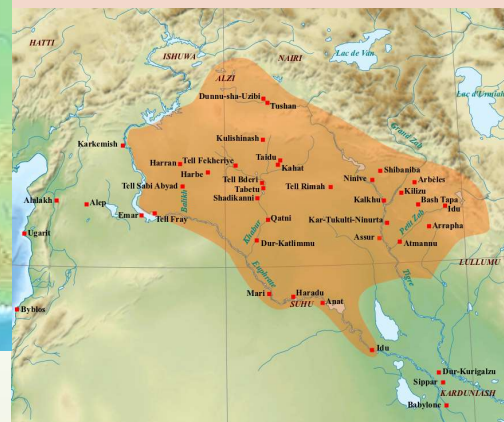 HATTI
ISHUWA
NAIRI
Lac de Van
ALZI
Lac d'Urmiah
Dunnu-sha-Uzibi
Tushan
Grand Zab
Karkemish
Kulishinash
Harran
Tell Fekheriye
Taidu
Kahat
Shibaniba
Harbe
Tell Bderi
Ninive
Arbèles
Tell Sabi Abyad
Tabetu
Tell Rimah
Kilizu
Balikh
Shadikanni
Kalkhu
Bash Tapa
Alalakh
Alep
Idu
Emar
Tell Fray
Qatni
Kar-Tukulti-Ninurta
Petit Zab
Arrapha
Ugarit
Khabur
Dur-Katlimmu
Assur
Atmannu
LULLUMU
Euphrate
Tigre
Mari
Haradu
SUHU
Anat
Byblos
Idu
Dur-Kurigalzu
Sippar
KARDUNIASH
Babylone